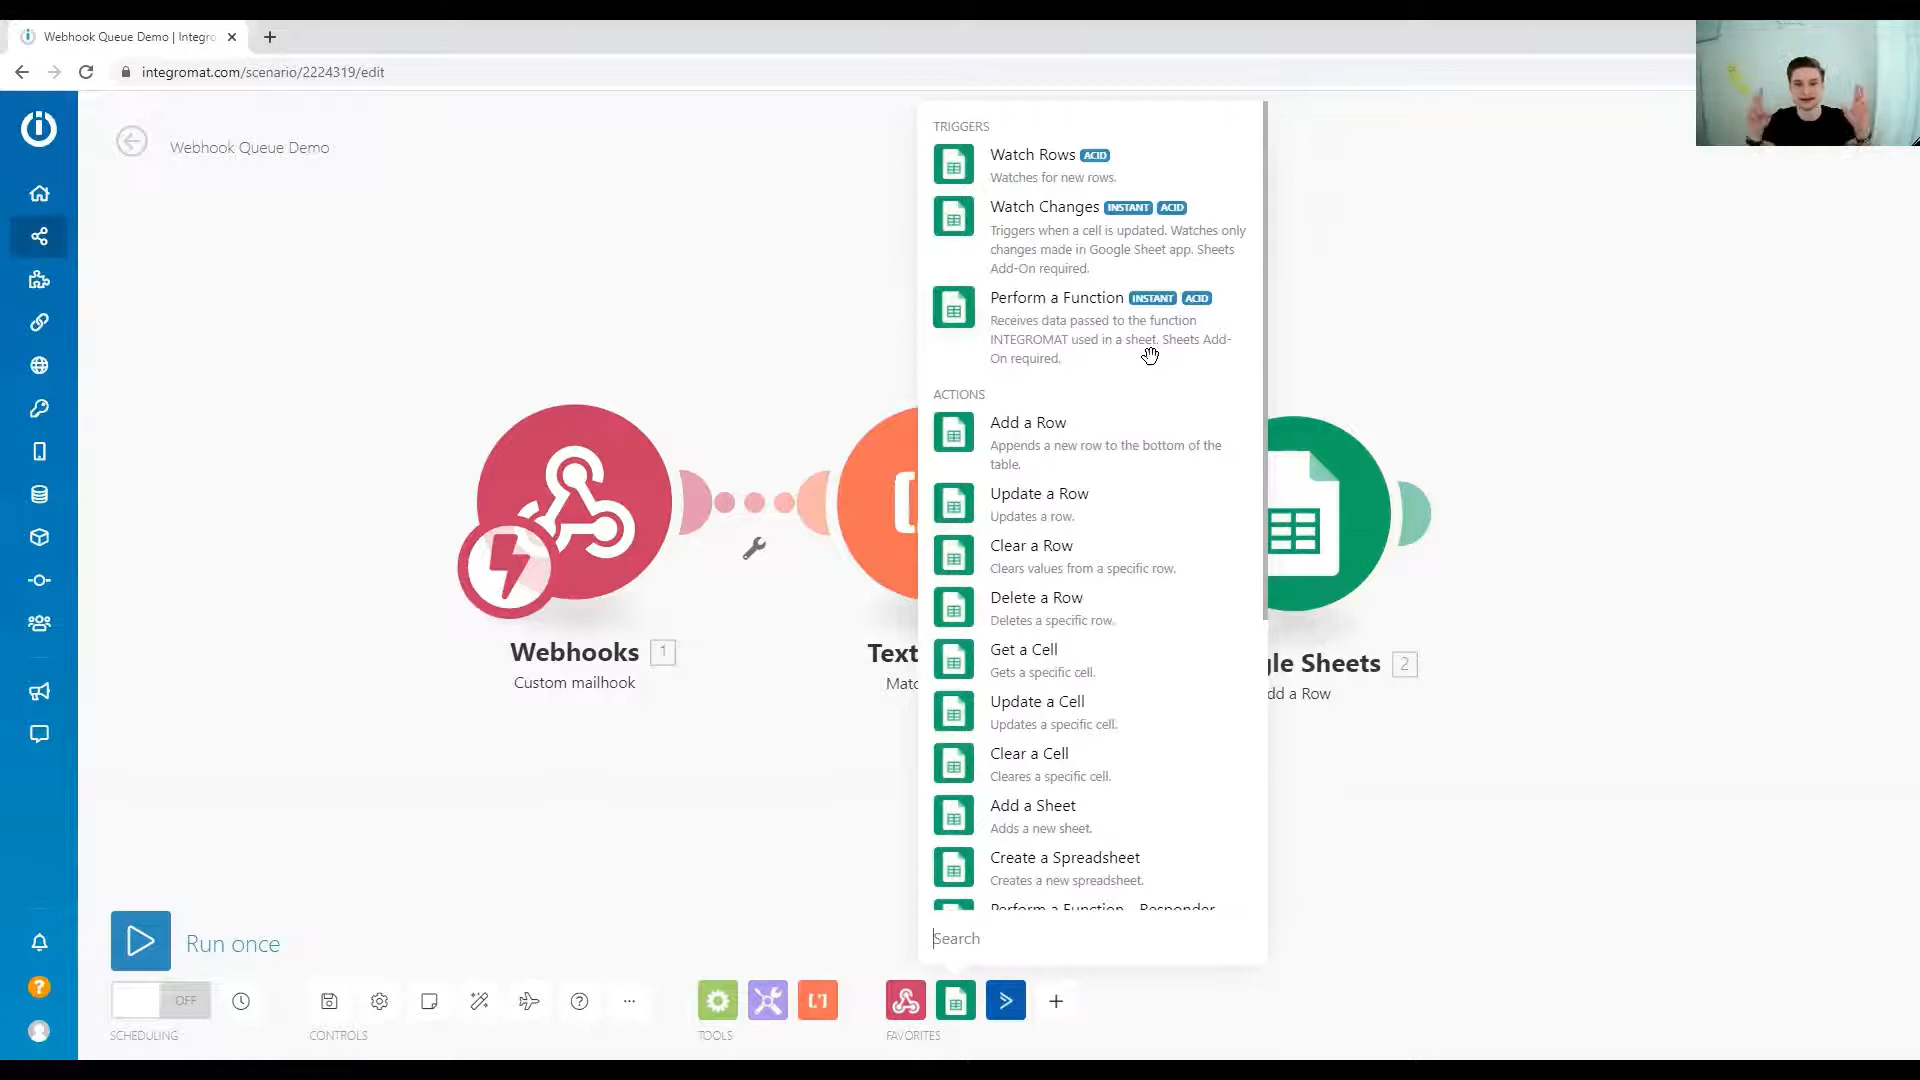 Webhook Queue Demo | Integro
integromat.com/scenario/2224319/edit
Webhook Queue Demo
TRIGGERS
Watch Rows ACID
Watches for new rows.
Watch Changes INSTANT ACID
Triggers when a cell is updated. Watches only
changes made in Google Sheet app. Sheets
Add-On required.
Perform a Function INSTANT ACID
Receives data passed to the function
INTEGROMAT used in a sheet. Sheets Add-
On required.
ACTIONS
Add a Row
Appends a new row to the bottom of the
table.
Update a Row
Updates a row.
Clear a Row
Clears values from a specific row.
Delete a Row
Deletes a specific row.
Get a Cell
Gets a specific cell.
Update a Cell
Updates a specific cell.
Clear a Cell
Cleares a specific cell.
Add a Sheet
Adds a new sheet.
Create a Spreadsheet
Creates a new spreadsheet.
Perform a Function - Responder
Search
Webhooks 1
Custom mailhook
Text
Matc
gle Sheets 2
dd a Row
Run once
OFF
SCHEDULING
CONTROLS
TOOLS
FAVORITES